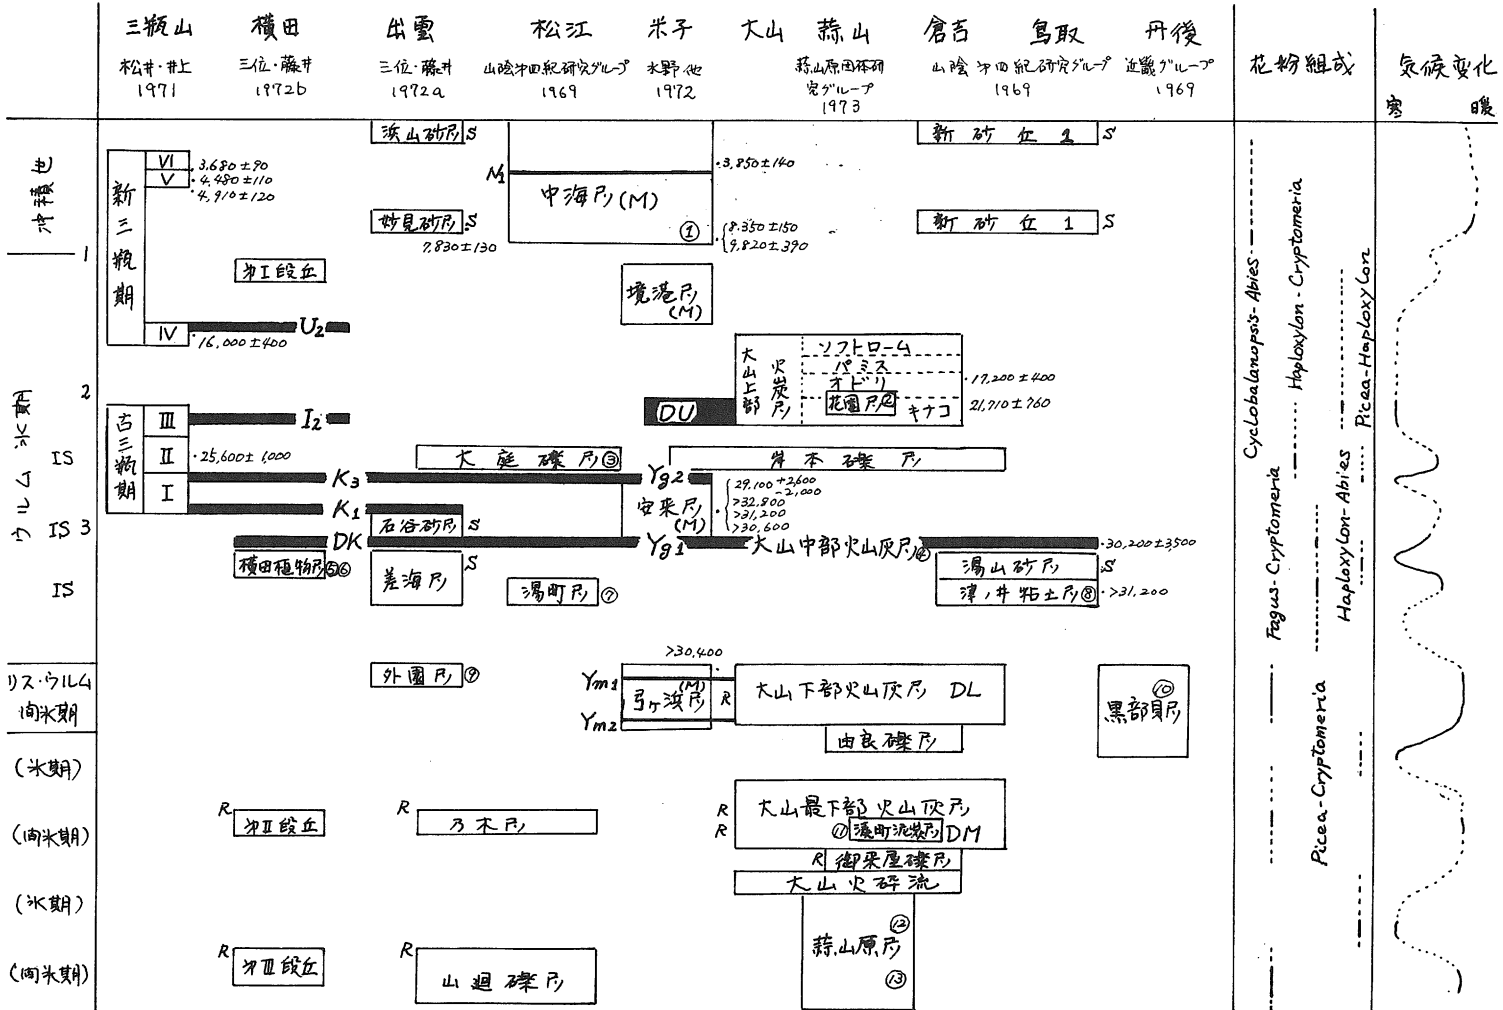 三瓶山 横田 出雲 松江 米子 大山 蒜山 倉吉 鳥取 丹後 花粉組成 気候変化
松井・井上 三位・藤井 三位・藤井 山陰第四紀研究グループ 水野他 蒜山原団体研 山陰第四紀研究グループ 近畿グループ
究グループ
1971 1972b 1972a 1969 1972 1973 1969 1969
寒 暖
沖積世
浜山砂層 S
新砂丘 2 S
VI
V
3,680±90
4,480±110
4,910±120
新三瓶期
N1
中海層(M)
①
3,850±140
妙見砂層 S
7,830±130
8.350±150
9,820±390
新砂丘 1 S
1
第I段丘
境港層
(M)
IV
U2
16,000±400
大山上部
火山灰層
ソフトローム
パミス
オドリ
花園層②
キナコ
17,200±400
21,710±760
ウルム氷期
2
DU
古三瓶期
III
I2
II
25,600±1,000
IS
大庭礫層③
岸本礫層
I
K3
Yg2
29,100 +2,600
-2,000
>32,800
>31,200
>30,600
安来層
(M)
K1
石谷砂層 S
IS 3
DK
Yg1
大山中部火山灰層④
30,200±3,500
横田植物層⑤⑥
差海層 S
湯山砂層 S
IS
湯町層⑦
津ノ井粘土層⑧
>31,200
>30,400
リス・ウルム
間氷期
外園層⑨
Ym1
(M)
弓ヶ浜層
R
Ym2
大山下部火山灰層 DL
⑩
黒部貝層
由良礫層
(氷期)
R
第II段丘
R
乃木層
R
R
大山最下部火山灰層
⑪
DM
(間氷期)
R
御来屋礫層
大山火砕流
(氷期)
⑫
蒜山原層
⑬
R
第III段丘
R
山廻礫層
(間氷期)
Cyclobalanopsis-Abies
Fagus-Cryptomeria
Haploxylon-Cryptomeria
Picea-Cryptomeria
Haploxylon-Abies
Picea-Haploxylon